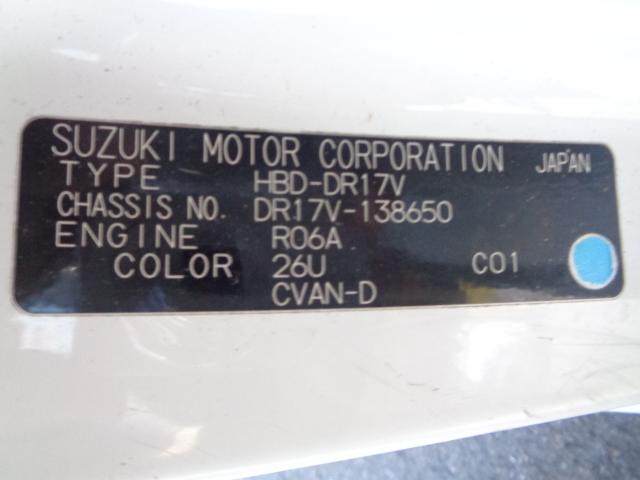 SUZUKI MOTOR CORPORATION JAPAN
TYPE HBD-DR17V
CHASSIS NO. DR17V-138650
ENGINE R06A
COLOR 26U C01
CVAN-D